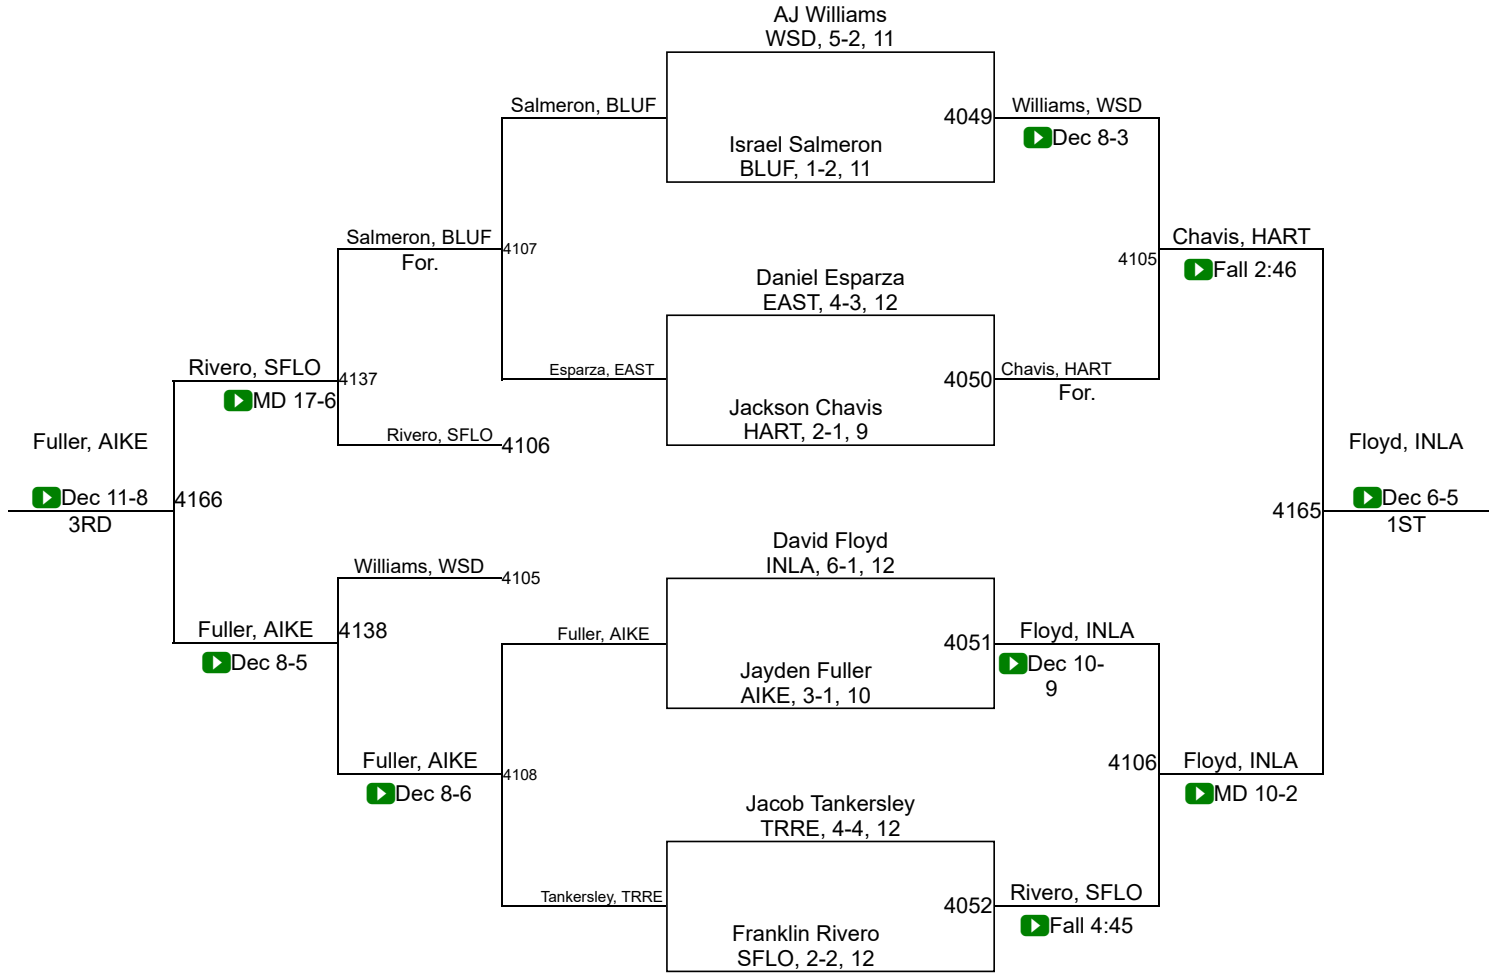 AJ Williams
WSD, 5-2, 11
Salmeron, BLUF
4049
Williams, WSD
Dec 8-3
Israel Salmeron
BLUF, 1-2, 11
Salmeron, BLUF
4107
For.
Chavis, HART
4105
Fall 2:46
Daniel Esparza
EAST, 4-3, 12
Rivero, SFLO
4137
MD 17-6
Esparza, EAST
4050
Chavis, HART
For.
Jackson Chavis
HART, 2-1, 9
Rivero, SFLO
4106
Fuller, AIKE
Floyd, INLA
Dec 11-8
4166
3RD
4165
Dec 6-5
1ST
David Floyd
INLA, 6-1, 12
Williams, WSD
4105
Fuller, AIKE
4138
Dec 8-5
Fuller, AIKE
4051
Floyd, INLA
Dec 10-
9
Jayden Fuller
AIKE, 3-1, 10
Fuller, AIKE
4108
Dec 8-6
4106
Floyd, INLA
MD 10-2
Jacob Tankersley
TRRE, 4-4, 12
Tankersley, TRRE
4052
Rivero, SFLO
Fall 4:45
Franklin Rivero
SFLO, 2-2, 12